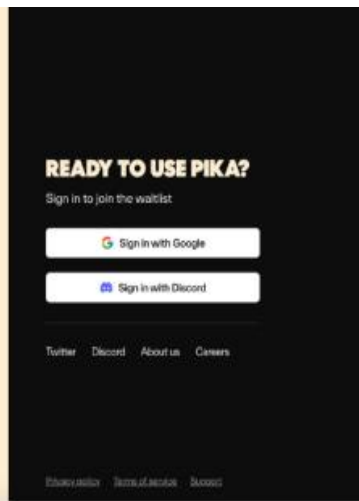 READY TO USE PIKA?
Sign in to join the waitlist
Sign in with Google
Sign in with Discord
Twitter Discord About us Careers
Privacy policy Terms of service Support